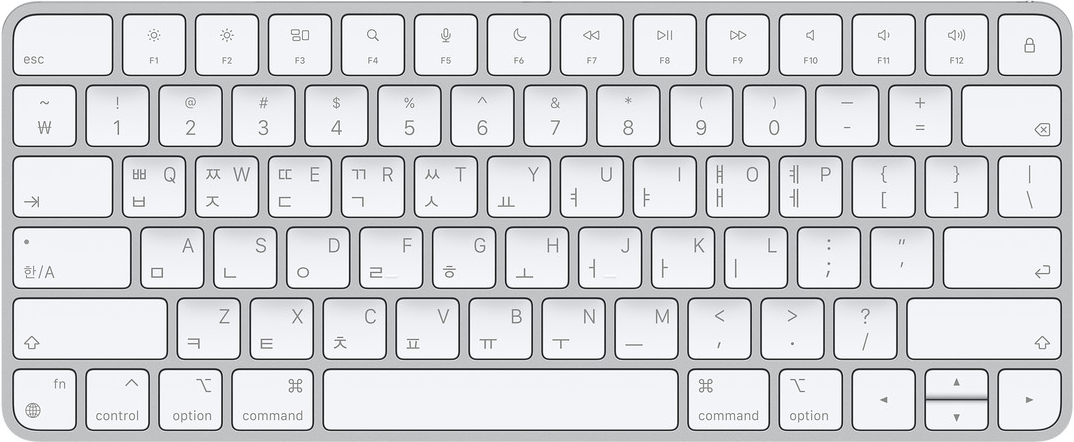 esc F1 F2 F3 F4 F5 F6 F7 F8 F9 F10 F11 F12
~ ! @ # $ % ^ & * ( ) — +
₩ 1 2 3 4 5 6 7 8 9 0 - =
ㅃ Q ㅉ W ㄸ E ㄲ R ㅆ T Y U I ㅒ O ㅖ P { } |
ㅂ ㅈ ㄷ ㄱ ㅅ ㅛ ㅕ ㅑ ㅐ ㅔ [ ] \
A S D F G H J K L : "
한/A ㅁ ㄴ ㅇ ㄹ ㅎ ㅗ ㅓ ㅏ ㅣ ; '
Z X C V B N M < > ?
ㅋ ㅌ ㅊ ㅍ ㅠ ㅜ ㅡ , . /
fn ⌃ ⌥ ⌘ ⌘ ⌥
control option command command option